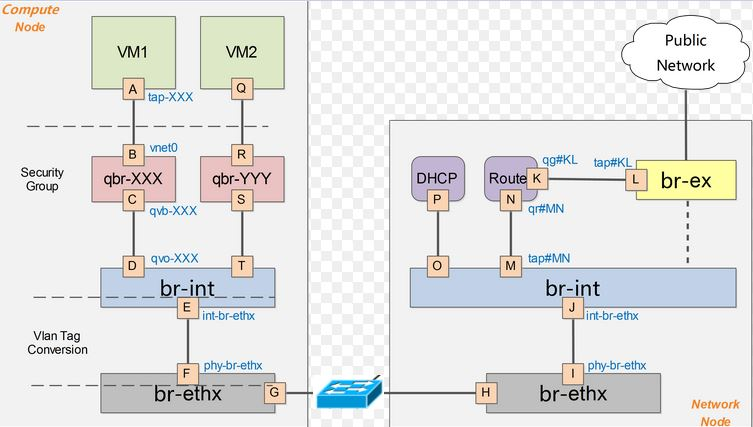 Compute
Node
VM1
VM2
A
tap-XXX
Q
Public
Network
B
vnet0
R
Security
Group
qbr-XXX
qbr-YYY
C
qvb-XXX
S
DHCP
Route
qg#KL
K
tap#KL
L
br-ex
P
N
qr#MN
D
qvo-XXX
T
O
M
tap#MN
br-int
br-int
E
int-br-ethx
J
int-br-ethx
Vlan Tag
Conversion
F
phy-br-ethx
I
phy-br-ethx
br-ethx
G
H
br-ethx
Network
Node